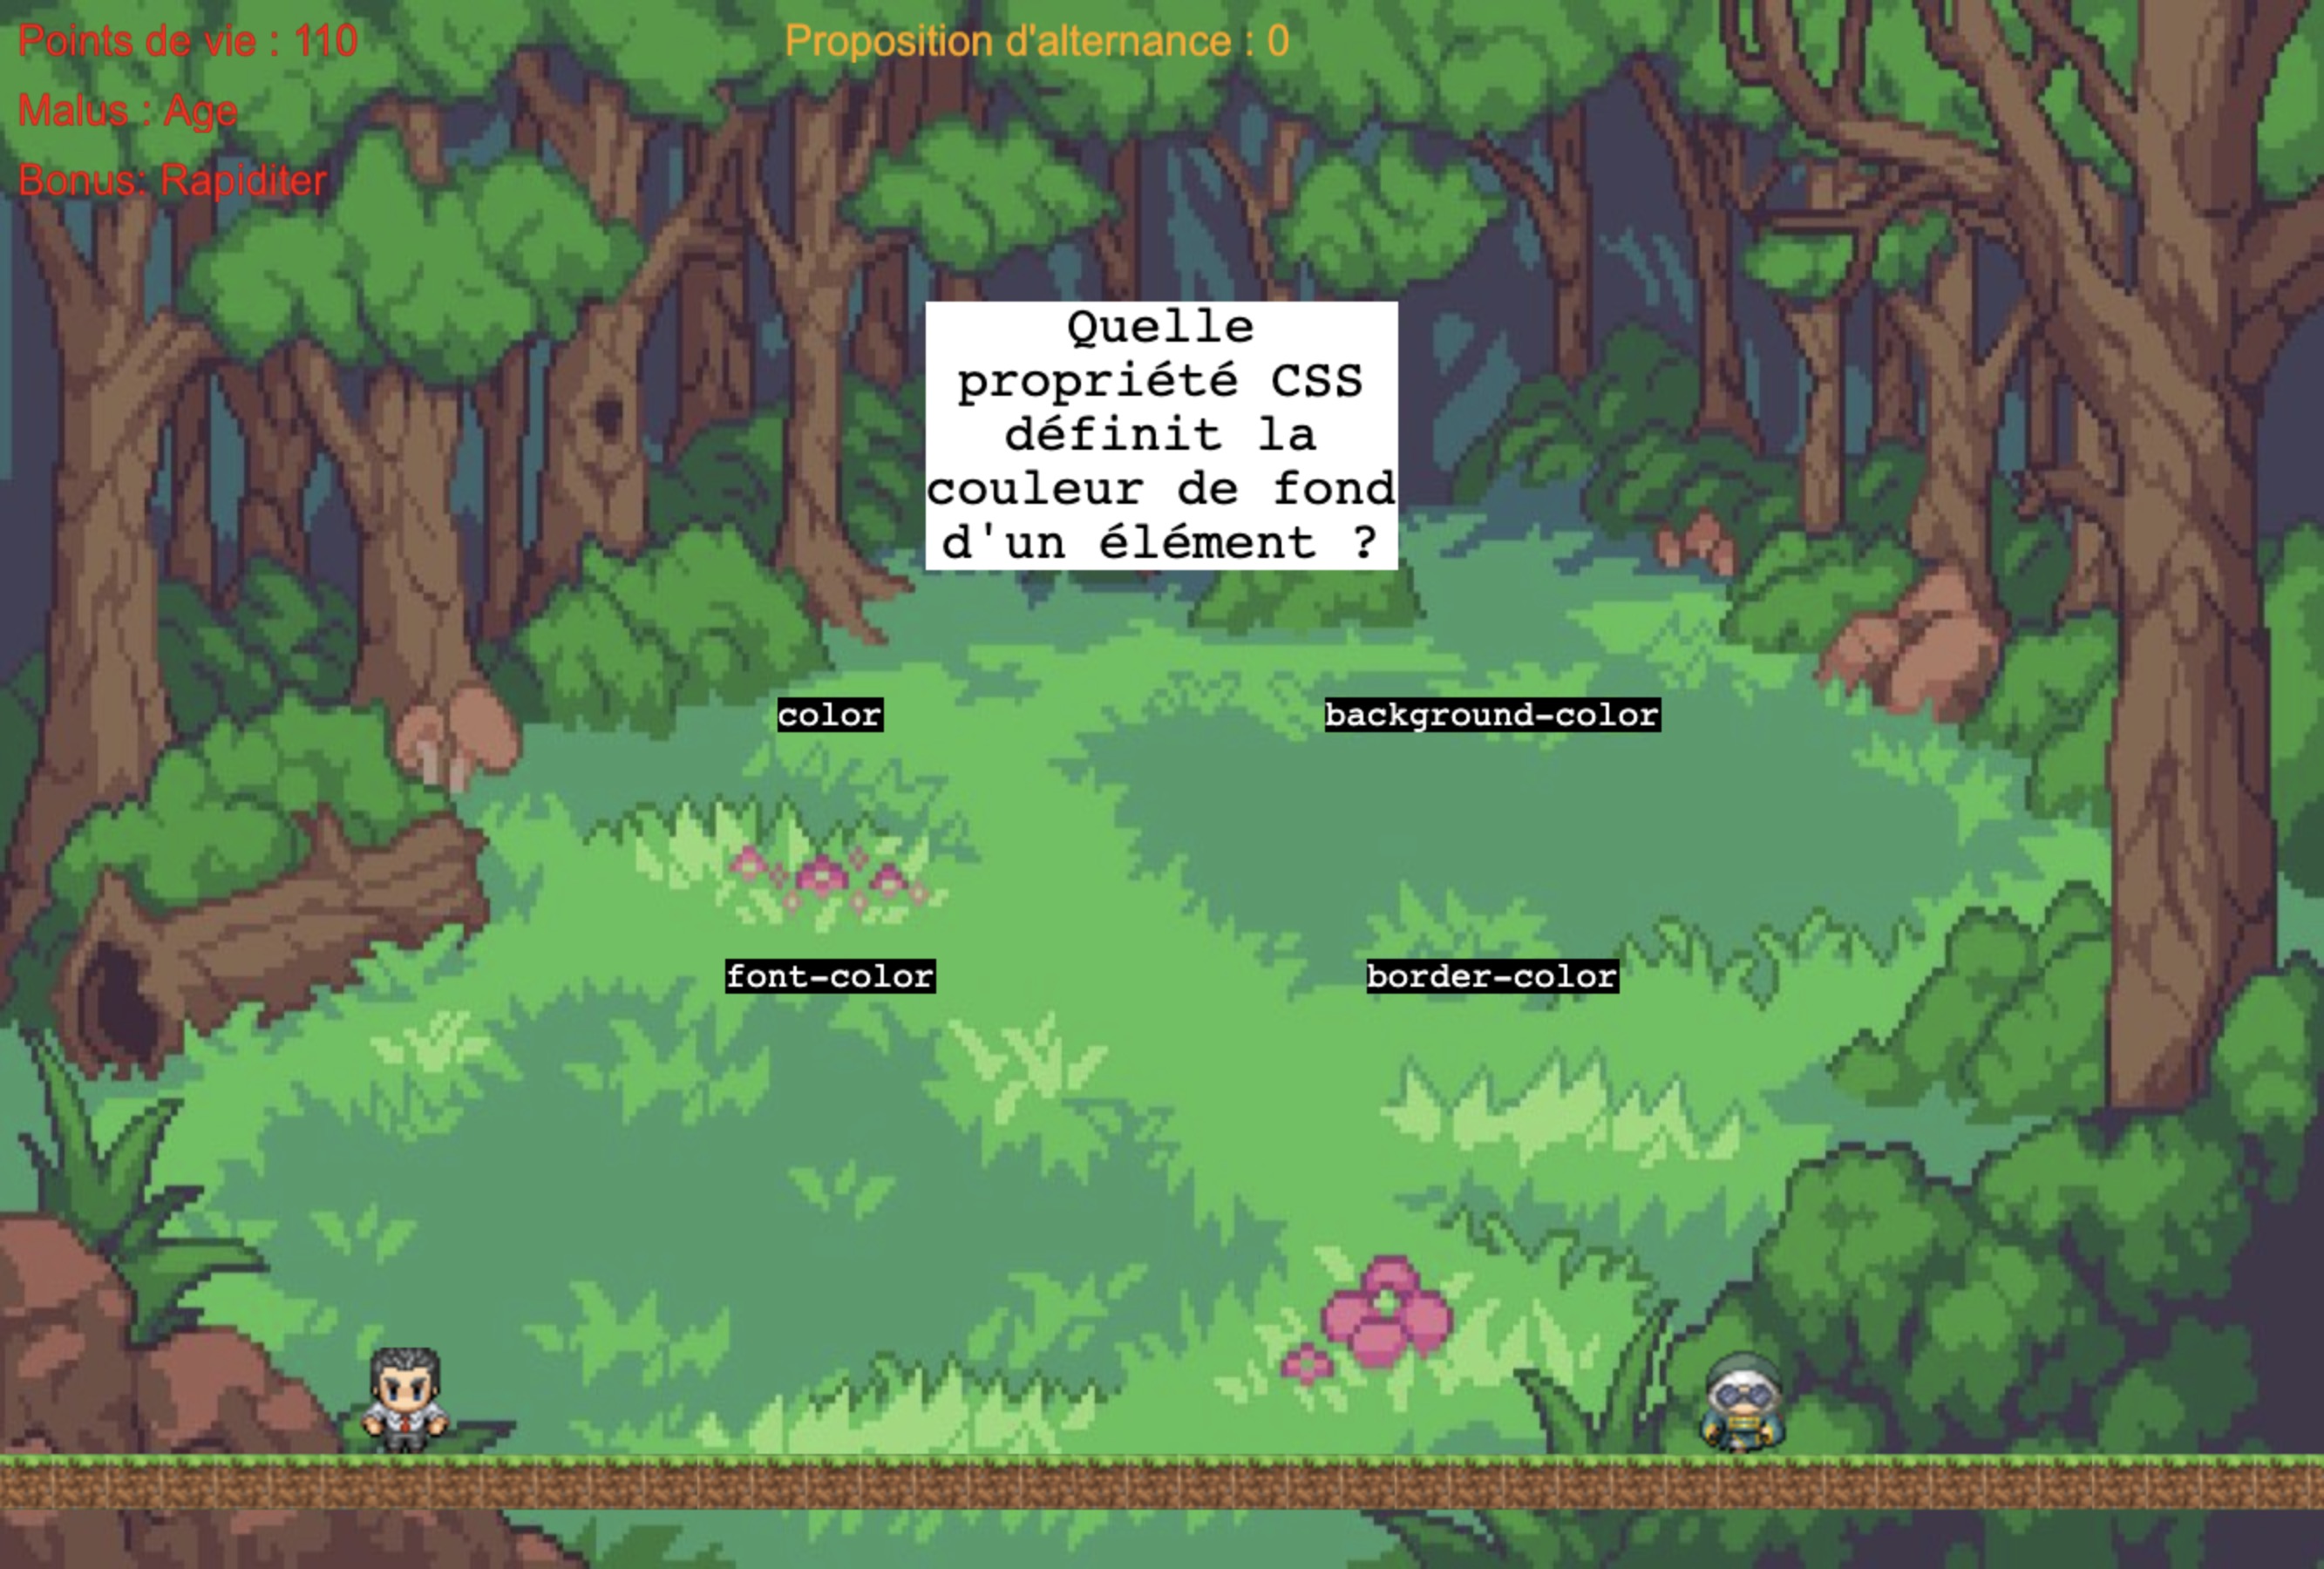 Points de vie : 110
Proposition d'alternance : 0
Malus : Age
Bonus: Rapiditer
Quelle
propriété CSS
définit la
couleur de fond
d'un élément ?
color
background-color
font-color
border-color